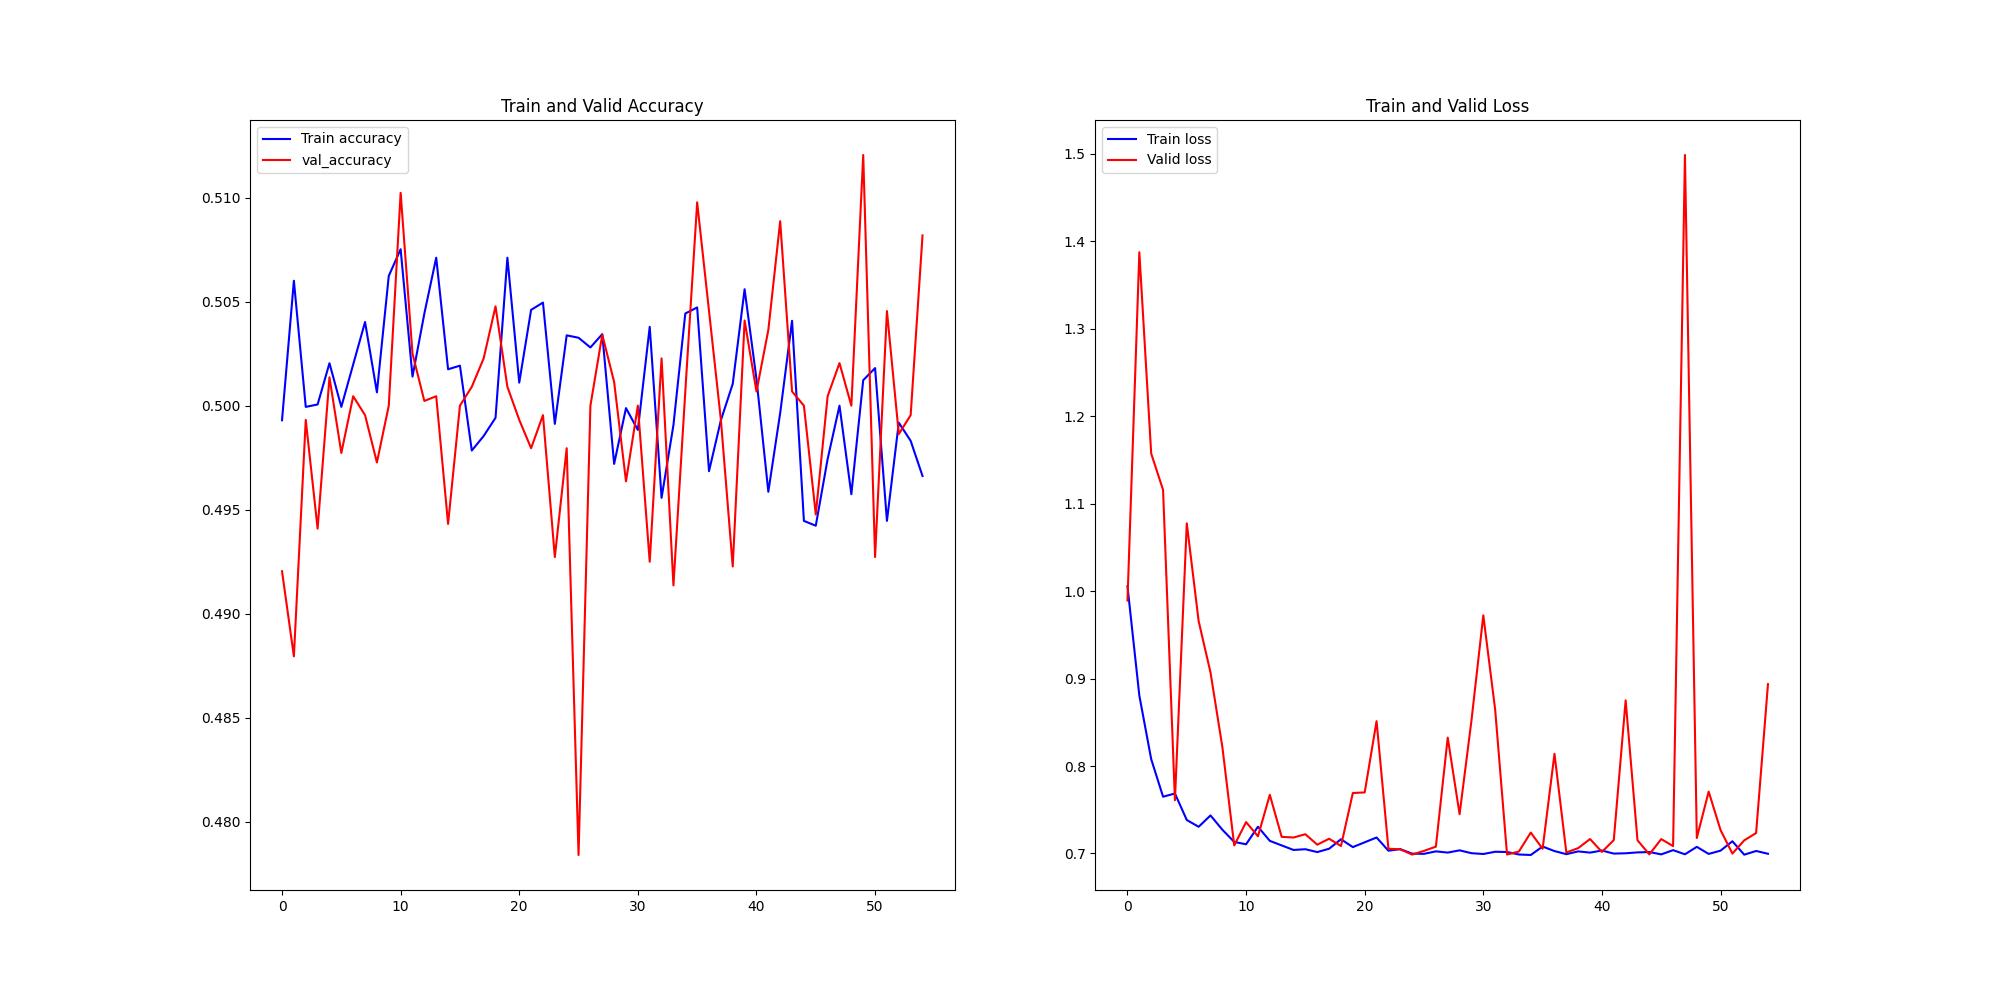 Train and Valid Accuracy
Train accuracy
val_accuracy
0.510
0.505
0.500
0.495
0.490
0.485
0.480
0 10 20 30 40 50
Train and Valid Loss
Train loss
Valid loss
1.5
1.4
1.3
1.2
1.1
1.0
0.9
0.8
0.7
0 10 20 30 40 50